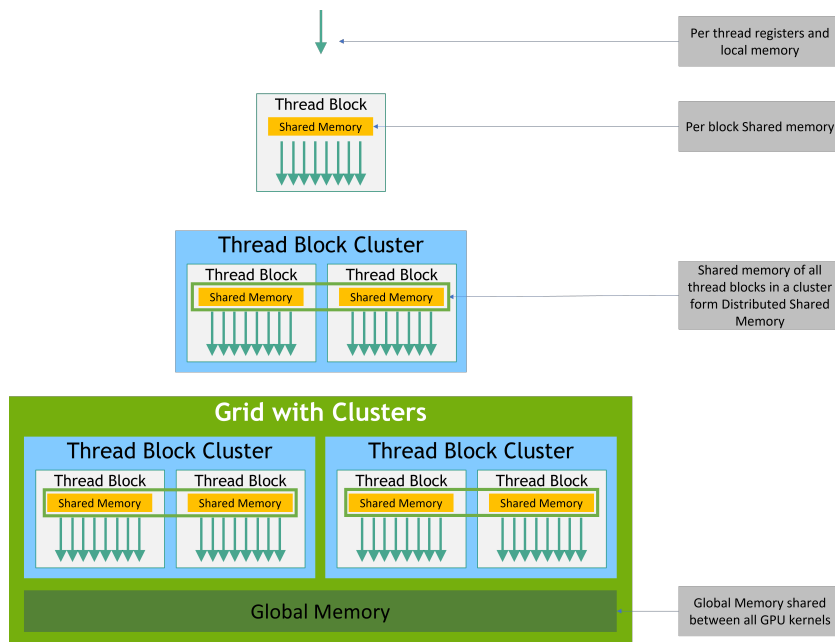 Per thread registers and
local memory
Thread Block
Shared Memory
Per block Shared memory
Thread Block Cluster
Thread Block
Thread Block
Shared Memory
Shared Memory
Shared memory of all
thread blocks in a cluster
form Distributed Shared
Memory
Grid with Clusters
Thread Block Cluster
Thread Block Cluster
Thread Block
Thread Block
Thread Block
Thread Block
Shared Memory
Shared Memory
Shared Memory
Shared Memory
Global Memory
Global Memory shared
between all GPU kernels